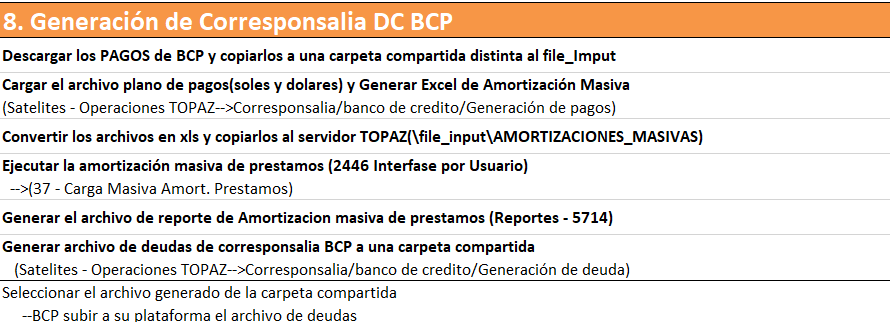 8. Generación de Corresponsalia DC BCP
Descargar los PAGOS de BCP y copiarlos a una carpeta compartida distinta al file_Imput
Cargar el archivo plano de pagos(soles y dolares) y Generar Excel de Amortización Masiva
(Satelites - Operaciones TOPAZ-->Corresponsalia/banco de credito/Generación de pagos)
Convertir los archivos en xls y copiarlos al servidor TOPAZ(\file_input\AMORTIZACIONES_MASIVAS)
Ejecutar la amortización masiva de prestamos (2446 Interfase por Usuario)
-->(37 - Carga Masiva Amort. Prestamos)
Generar el archivo de reporte de Amortizacion masiva de prestamos (Reportes - 5714)
Generar archivo de deudas de corresponsalia BCP a una carpeta compartida
(Satelites - Operaciones TOPAZ-->Corresponsalia/banco de credito/Generación de deuda)
Seleccionar el archivo generado de la carpeta compartida
--BCP subir a su plataforma el archivo de deudas